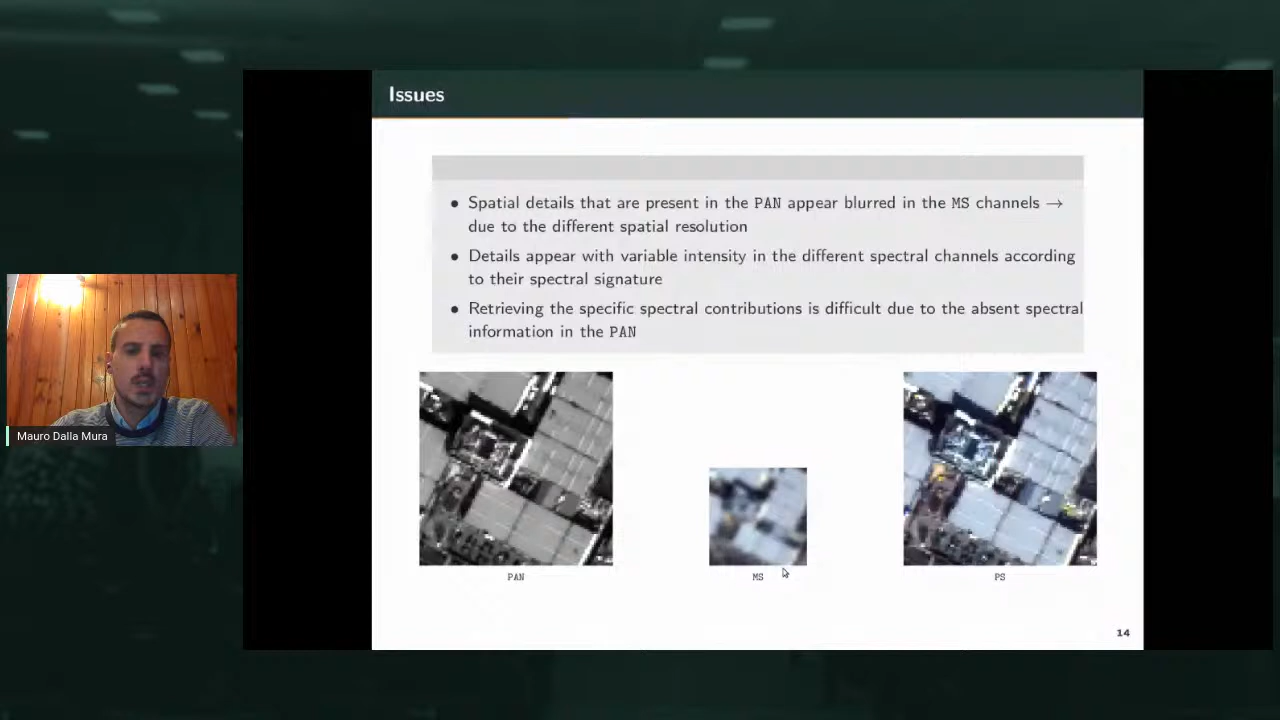 Issues
• Spatial details that are present in the PAN appear blurred in the MS channels →
due to the different spatial resolution
• Details appear with variable intensity in the different spectral channels according
to their spectral signature
• Retrieving the specific spectral contributions is difficult due to the absent spectral
information in the PAN
Mauro Dalla Mura
PAN
MS
PS
14